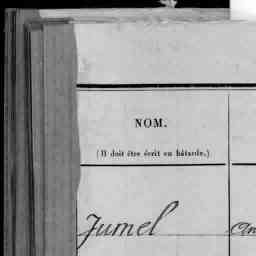 NOM.
(Il doit être écrit en bâtarde.)
Jumel